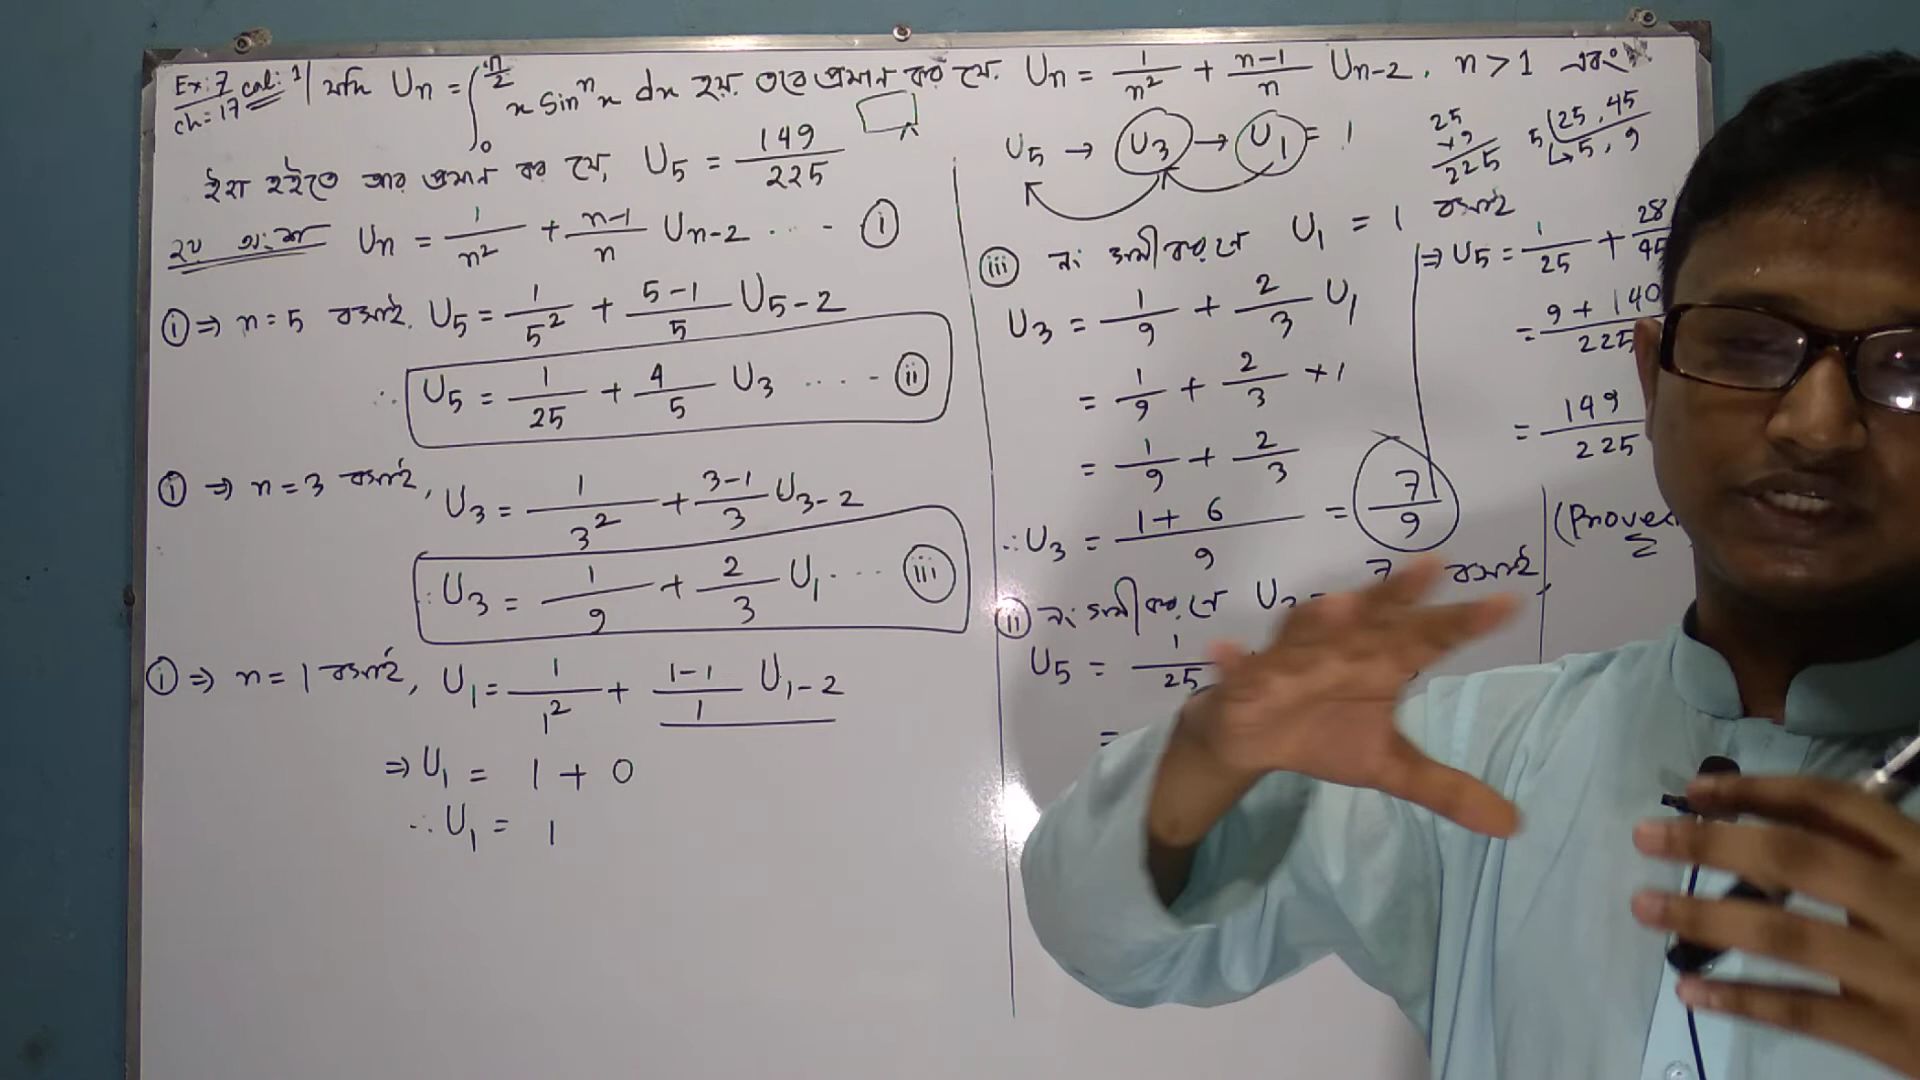 Ex: 7 cal: 1 | যদি Un = ∫₀^{π/2} x Sin^n x dx হয়. তবে প্রমাণ কর যে. Un = 1/n² + n-1/n Un-2 . n > 1 এবং
ch: 17
ইহা হইতে আর প্রমাণ কর যে, U5 = 149/225
২য় অংশ Un = 1/n² + n-1/n Un-2 ... - (i)
(i) ⇒ n = 5 বসাই. U5 = 1/5² + 5-1/5 U5-2
∴ U5 = 1/25 + 4/5 U3 .... - (ii)
(i) ⇒ n = 3 বসাই, U3 = 1/3² + 3-1/3 U3-2
∴ U3 = 1/9 + 2/3 U1 ... (iii)
(i) ⇒ n = 1 বসাই, U1 = 1/1² + 1-1/1 U1-2
⇒ U1 = 1 + 0
∴ U1 = 1
U5 → U3 → U1 = 1
25
×9
225
5 | 25, 45
↳ 5, 9
(iii) নং সমীকরণে U1 = 1 বসাই
U3 = 1/9 + 2/3 U1
= 1/9 + 2/3 + 1
= 1/9 + 2/3
∴ U3 = 1 + 6/9 = 7/9
(ii) নং সমীকরণে U3 = 7 বসাই,
U5 = 1/25
=
⇒ U5 = 1/25 + 28/45
= 9 + 140/225
= 149/225
(Proved